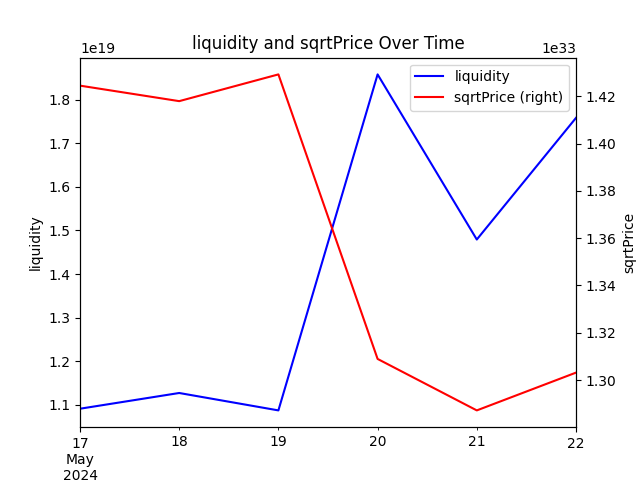 liquidity and sqrtPrice Over Time
1e19
1e33
liquidity
sqrtPrice (right)
1.8
1.7
1.6
1.5
1.4
1.3
1.2
1.1
liquidity
1.42
1.40
1.38
1.36
1.34
1.32
1.30
sqrtPrice
17 18 19 20 21 22
May
2024